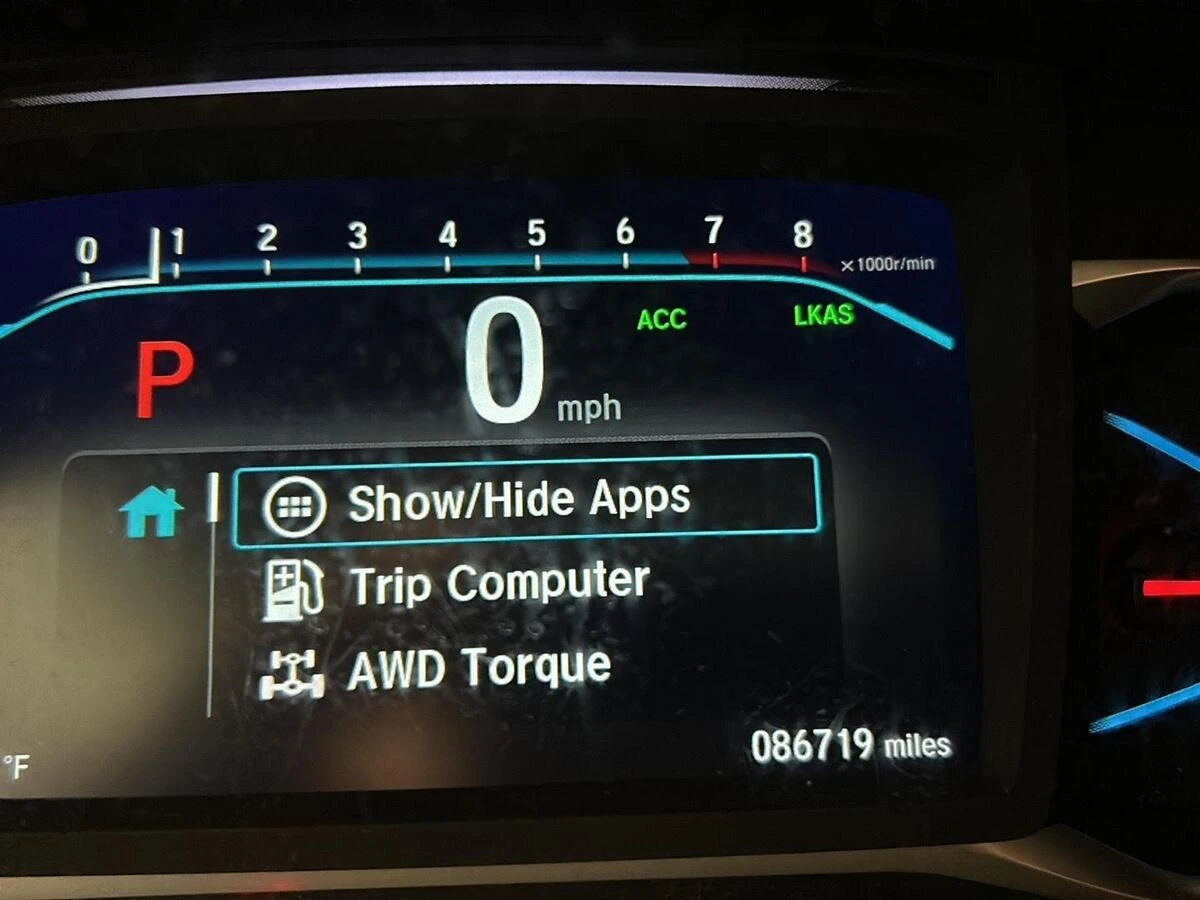 0 1 2 3 4 5 6 7 8 ×1000r/min
P 0 mph ACC LKAS
Show/Hide Apps
Trip Computer
AWD Torque
086719 miles
°F